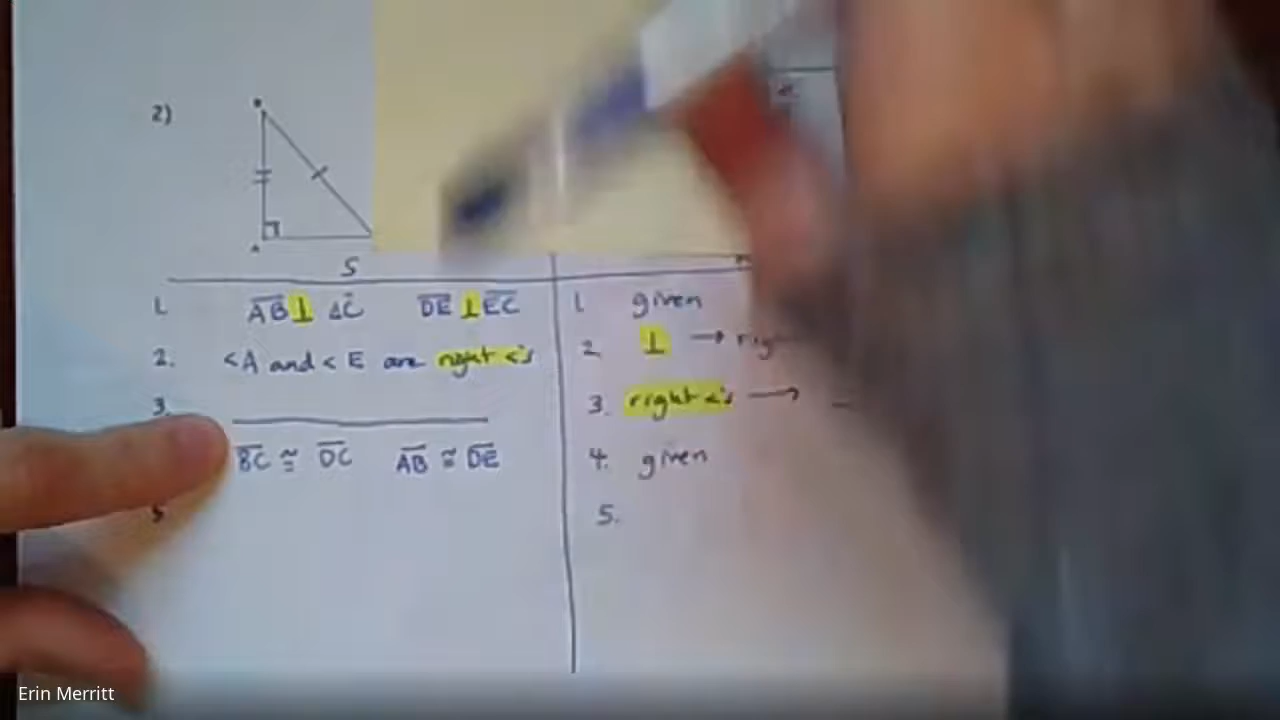 2)
S
1. AB ⊥ AC DE ⊥ EC 1. given
2. <A and <E are right <'s 2. ⊥ →
3. 3. right <'s →
BC ≅ DC AB ≅ DE 4. given
5. 5.
Erin Merritt